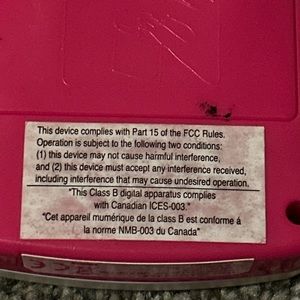 This device complies with Part 15 of the FCC Rules.
Operation is subject to the following two conditions:
(1) this device may not cause harmful interference,
and (2) this device must accept any interference received,
including interference that may cause undesired operation.
"This Class B digital apparatus complies
with Canadian ICES-003."
"Cet appareil numérique de la class B est conforme á
la norme NMB-003 du Canada"